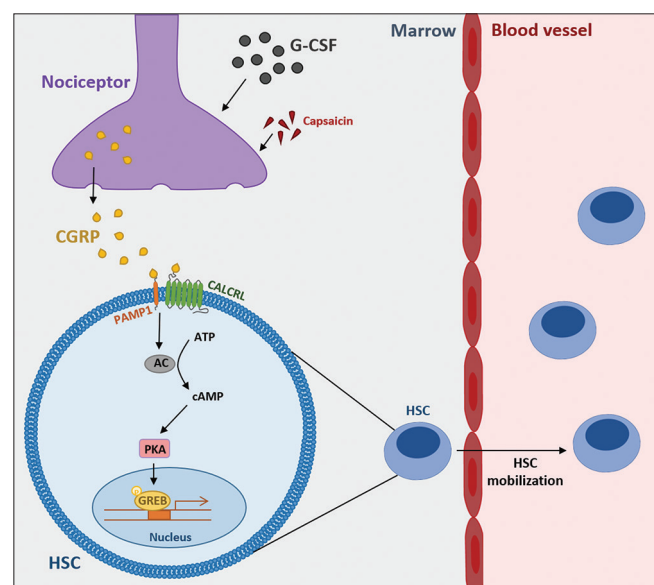 G-CSF
Marrow
Blood vessel
Nociceptor
Capsaicin
CGRP
CALCRL
PAMP1
ATP
AC
cAMP
HSC
PKA
HSC
mobilization
P
GREB
Nucleus
HSC